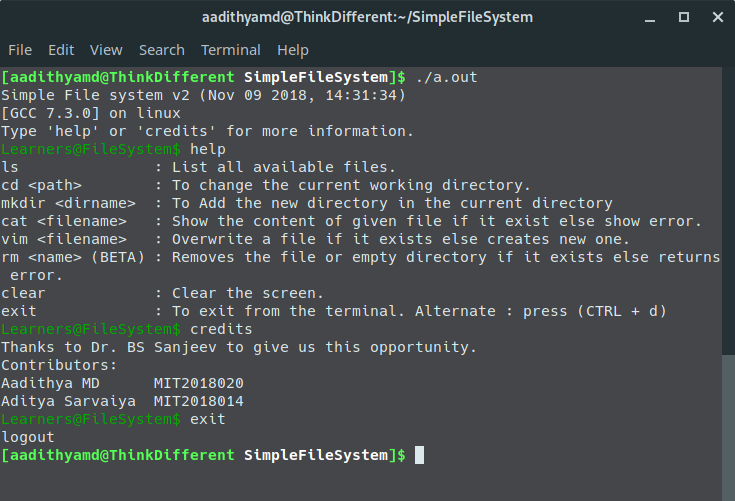 aadithyamd@ThinkDifferent:~/SimpleFileSystem
File Edit View Search Terminal Help
[aadithyamd@ThinkDifferent SimpleFileSystem]$ ./a.out
Simple File system v2 (Nov 09 2018, 14:31:34)
[GCC 7.3.0] on linux
Type 'help' or 'credits' for more information.
Learners@FileSystem$ help
ls               : List all available files.
cd <path>        : To change the current working directory.
mkdir <dirname>  : To Add the new directory in the current directory
cat <filename>   : Show the content of given file if it exist else show error.
vim <filename>   : Overwrite a file if it exists else creates new one.
rm <name> (BETA) : Removes the file or empty directory if it exists else returns
 error.
clear            : Clear the screen.
exit             : To exit from the terminal. Alternate : press (CTRL + d)
Learners@FileSystem$ credits
Thanks to Dr. BS Sanjeev to give us this opportunity.
Contributors:
Aadithya MD      MIT2018020
Aditya Sarvaiya  MIT2018014
Learners@FileSystem$ exit
logout
[aadithyamd@ThinkDifferent SimpleFileSystem]$